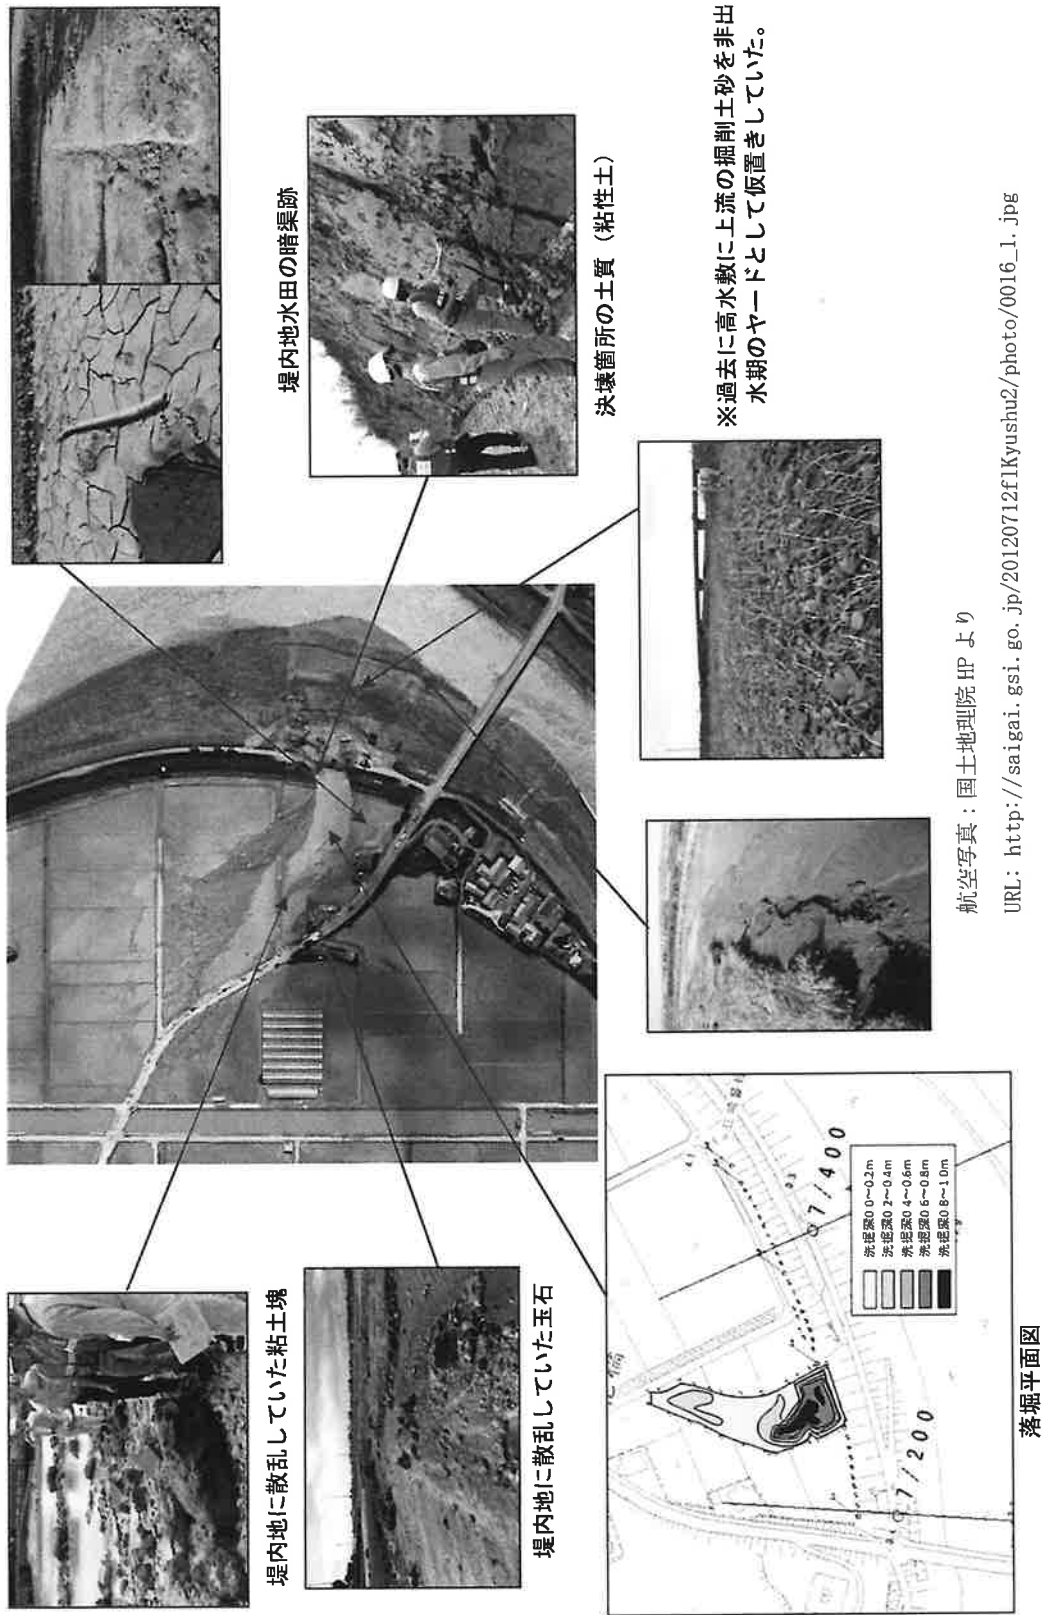 堤内地水田の暗渠跡
決壊箇所の土質（粘性土）
※過去に高水敷に上流の掘削土砂を非出
水期のヤードとして仮置きしていた。
堤内地に散乱していた粘土塊
堤内地に散乱していた玉石
7/400
7/200
洗掘深0.0～0.2m
洗掘深0.2～0.4m
洗掘深0.4～0.6m
洗掘深0.6～0.8m
洗掘深0.8～1.0m
落堀平面図
航空写真：国土地理院 HP より
URL: http://saigai.gsi.go.jp/20120712flKyushu2/photo/0016_1.jpg